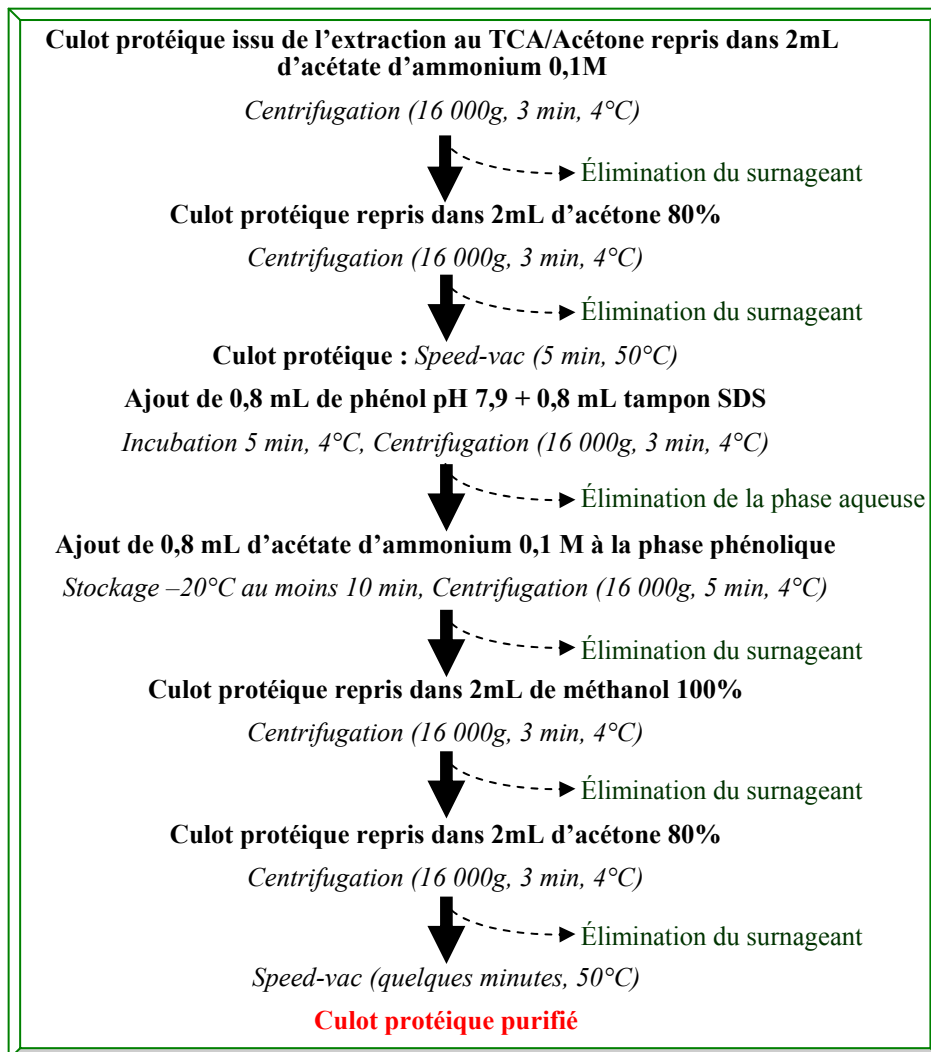 Culot protéique issu de l’extraction au TCA/Acétone repris dans 2mL
d’acétate d’ammonium 0,1M
Centrifugation (16 000g, 3 min, 4°C)
Élimination du surnageant
Culot protéique repris dans 2mL d’acétone 80%
Centrifugation (16 000g, 3 min, 4°C)
Élimination du surnageant
Culot protéique : Speed-vac (5 min, 50°C)
Ajout de 0,8 mL de phénol pH 7,9 + 0,8 mL tampon SDS
Incubation 5 min, 4°C, Centrifugation (16 000g, 3 min, 4°C)
Élimination de la phase aqueuse
Ajout de 0,8 mL d’acétate d’ammonium 0,1 M à la phase phénolique
Stockage –20°C au moins 10 min, Centrifugation (16 000g, 5 min, 4°C)
Élimination du surnageant
Culot protéique repris dans 2mL de méthanol 100%
Centrifugation (16 000g, 3 min, 4°C)
Élimination du surnageant
Culot protéique repris dans 2mL d’acétone 80%
Centrifugation (16 000g, 3 min, 4°C)
Élimination du surnageant
Speed-vac (quelques minutes, 50°C)
Culot protéique purifié